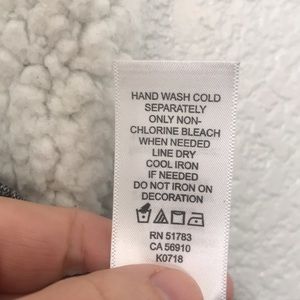 HAND WASH COLD
SEPARATELY
ONLY NON-
CHLORINE BLEACH
WHEN NEEDED
LINE DRY
COOL IRON
IF NEEDED
DO NOT IRON ON
DECORATION
RN 51783
CA 56910
K0718